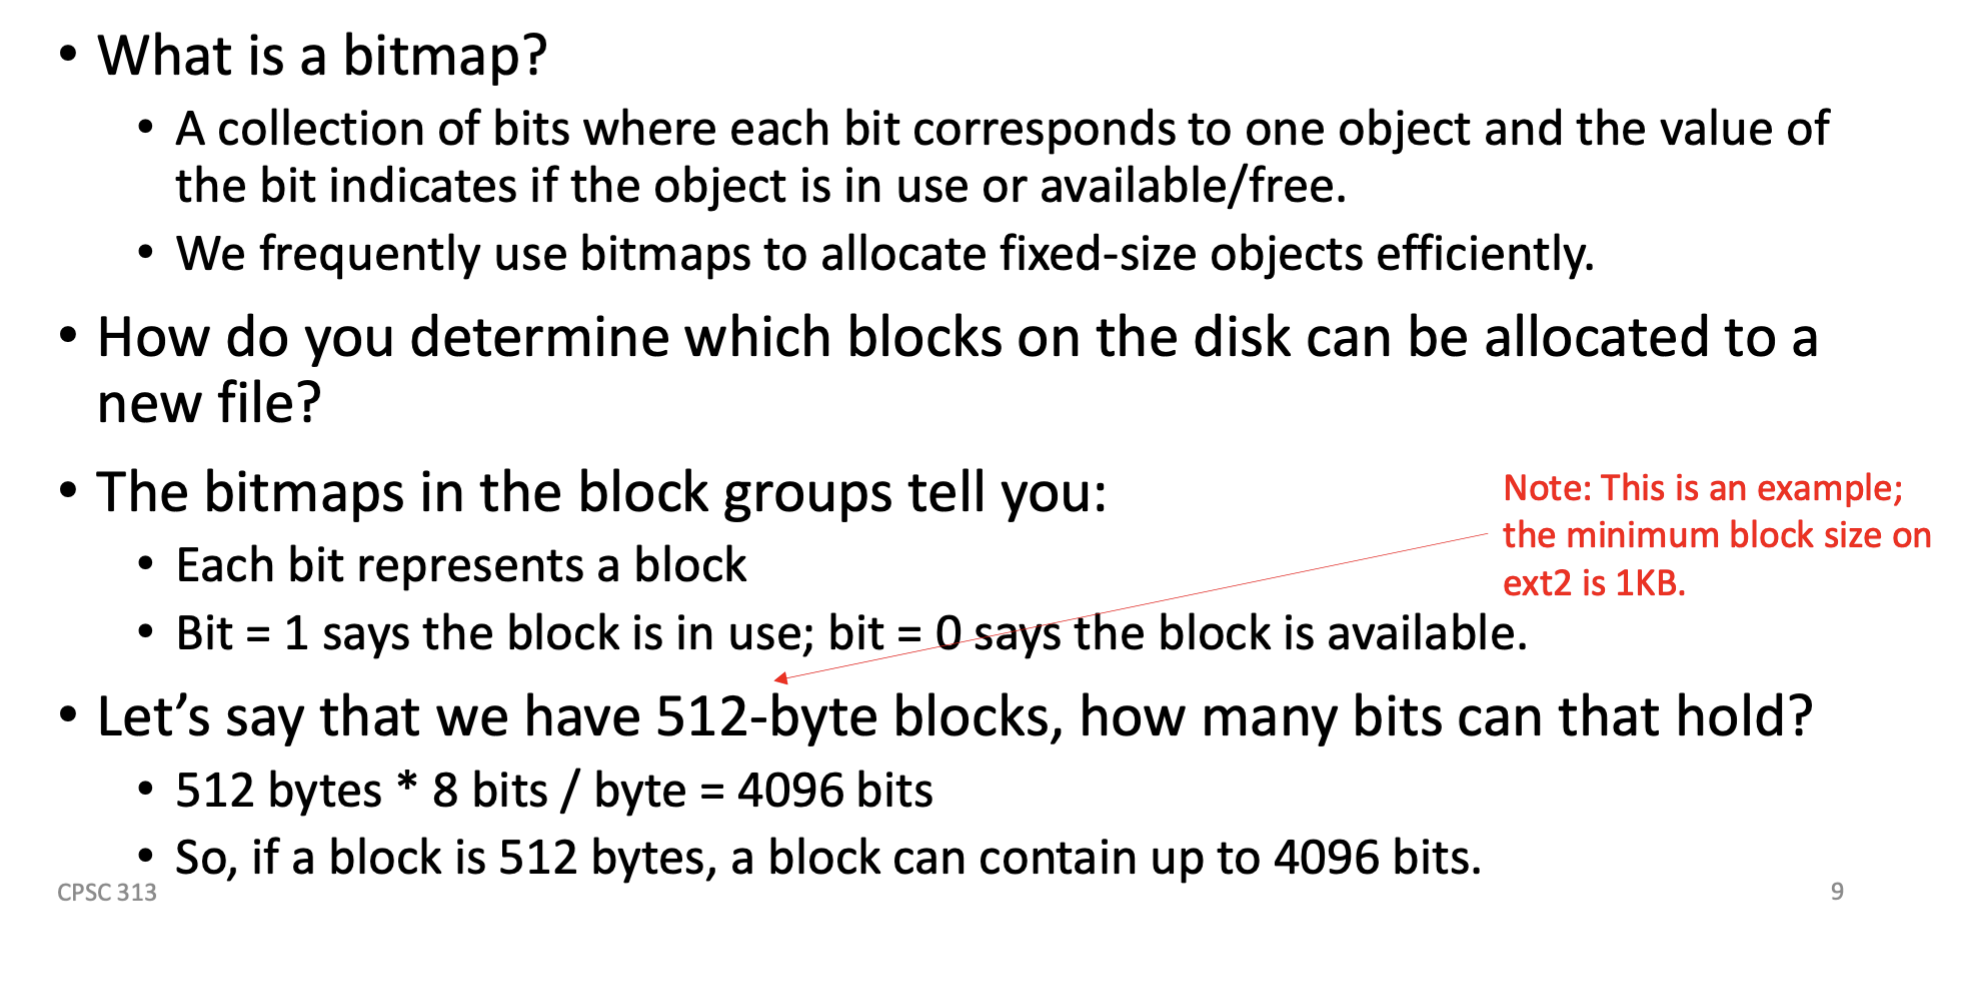 • What is a bitmap?
• A collection of bits where each bit corresponds to one object and the value of
the bit indicates if the object is in use or available/free.
• We frequently use bitmaps to allocate fixed-size objects efficiently.
• How do you determine which blocks on the disk can be allocated to a
new file?
• The bitmaps in the block groups tell you:
• Each bit represents a block
• Bit = 1 says the block is in use; bit = 0 says the block is available.
Note: This is an example;
the minimum block size on
ext2 is 1KB.
• Let’s say that we have 512-byte blocks, how many bits can that hold?
• 512 bytes * 8 bits / byte = 4096 bits
• So, if a block is 512 bytes, a block can contain up to 4096 bits.
CPSC 313
9